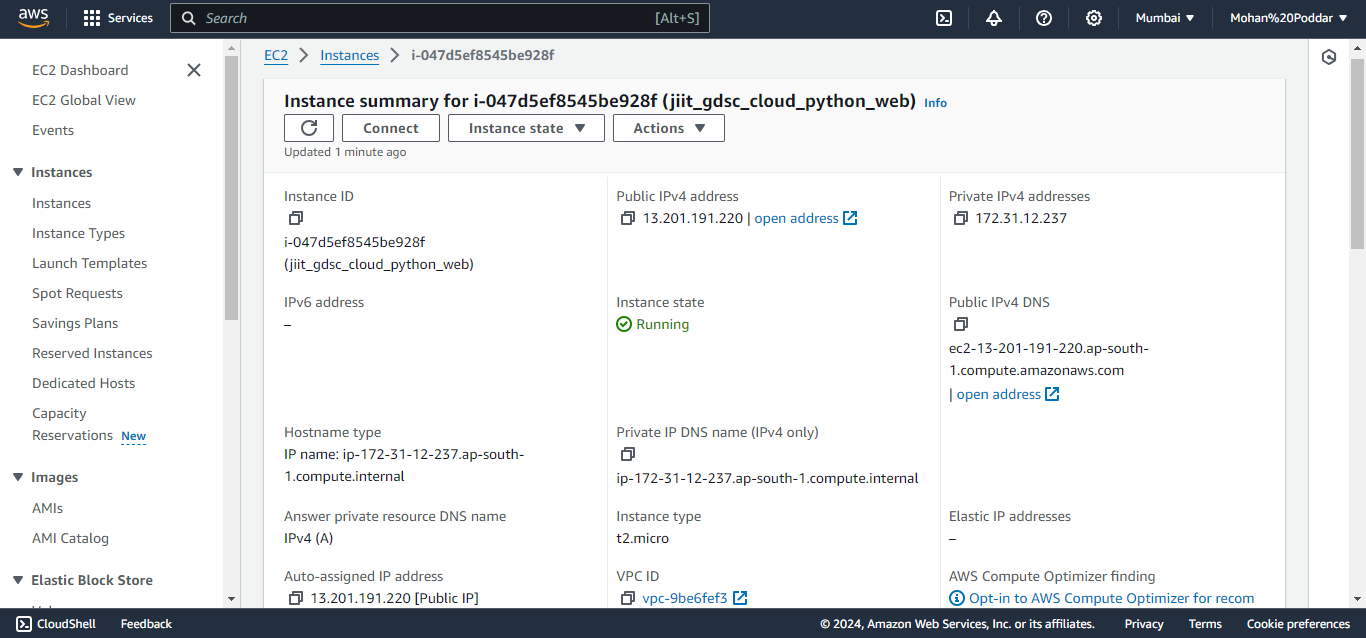 aws
Services
Search
[Alt+S]
Mumbai
Mohan%20Poddar
EC2 Dashboard
EC2 Global View
Events
Instances
Instances
Instance Types
Launch Templates
Spot Requests
Savings Plans
Reserved Instances
Dedicated Hosts
Capacity
Reservations New
Images
AMIs
AMI Catalog
Elastic Block Store
EC2 > Instances > i-047d5ef8545be928f
Instance summary for i-047d5ef8545be928f (jiit_gdsc_cloud_python_web) Info
Connect
Instance state
Actions
Updated 1 minute ago
Instance ID
i-047d5ef8545be928f
(jiit_gdsc_cloud_python_web)
Public IPv4 address
13.201.191.220 | open address
Private IPv4 addresses
172.31.12.237
IPv6 address
–
Instance state
Running
Public IPv4 DNS
ec2-13-201-191-220.ap-south-
1.compute.amazonaws.com
| open address
Hostname type
IP name: ip-172-31-12-237.ap-south-
1.compute.internal
Private IP DNS name (IPv4 only)
ip-172-31-12-237.ap-south-1.compute.internal
Answer private resource DNS name
IPv4 (A)
Instance type
t2.micro
Elastic IP addresses
–
Auto-assigned IP address
13.201.191.220 [Public IP]
VPC ID
vpc-9be6fef3
AWS Compute Optimizer finding
Opt-in to AWS Compute Optimizer for recom
CloudShell
Feedback
© 2024, Amazon Web Services, Inc. or its affiliates.
Privacy
Terms
Cookie preferences